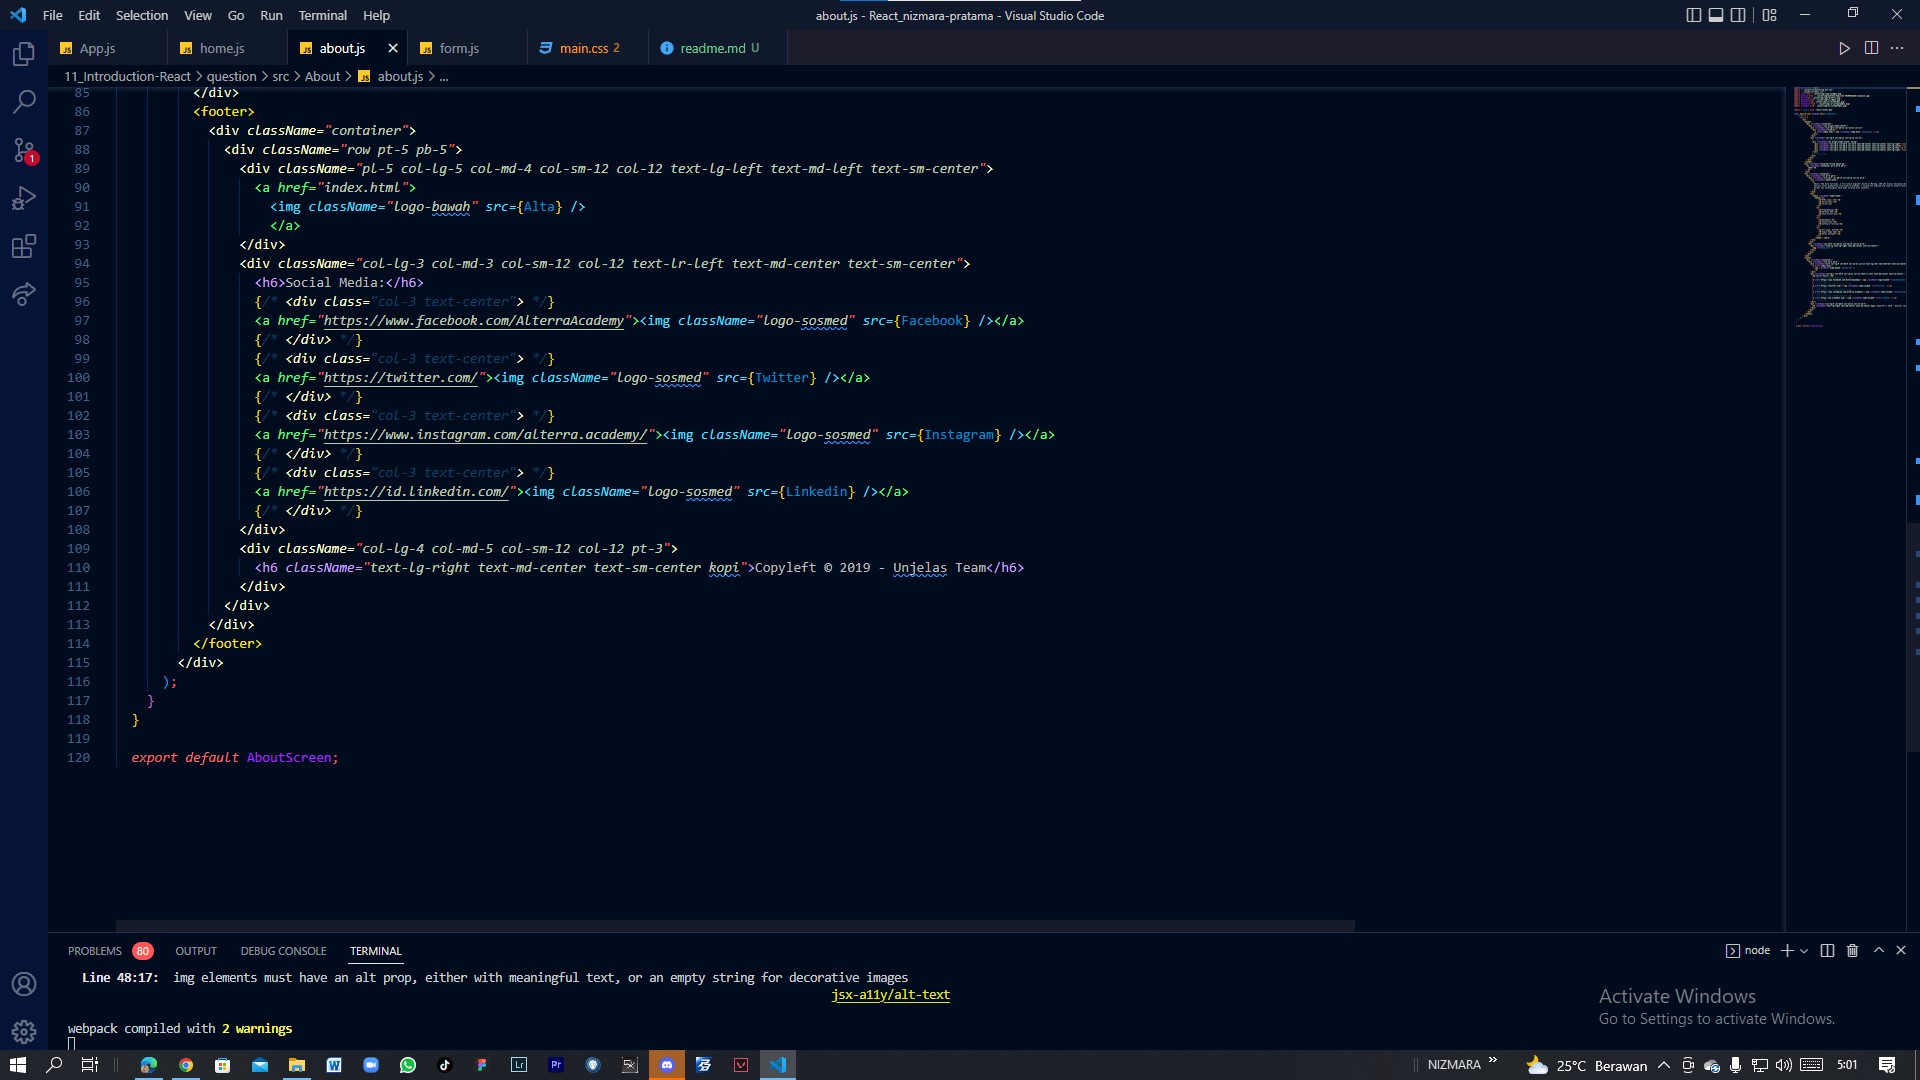 File Edit Selection View Go Run Terminal Help
about.js - React_nizmara-pratama - Visual Studio Code
App.js home.js about.js form.js main.css 2 readme.md U
11_Introduction-React > question > src > About > about.js > ...
85 </div>
86 <footer>
87 <div className="container">
88 <div className="row pt-5 pb-5">
89 <div className="pl-5 col-lg-5 col-md-4 col-sm-12 col-12 text-lg-left text-md-left text-sm-center">
90 <a href="index.html">
91 <img className="logo-bawah" src={Alta} />
92 </a>
93 </div>
94 <div className="col-lg-3 col-md-3 col-sm-12 col-12 text-lr-left text-md-center text-sm-center">
95 <h6>Social Media:</h6>
96 {/* <div class="col-3 text-center"> */}
97 <a href="https://www.facebook.com/AlterraAcademy"><img className="logo-sosmed" src={Facebook} /></a>
98 {/* </div> */}
99 {/* <div class="col-3 text-center"> */}
100 <a href="https://twitter.com/"><img className="logo-sosmed" src={Twitter} /></a>
101 {/* </div> */}
102 {/* <div class="col-3 text-center"> */}
103 <a href="https://www.instagram.com/alterra.academy/"><img className="logo-sosmed" src={Instagram} /></a>
104 {/* </div> */}
105 {/* <div class="col-3 text-center"> */}
106 <a href="https://id.linkedin.com/"><img className="logo-sosmed" src={Linkedin} /></a>
107 {/* </div> */}
108 </div>
109 <div className="col-lg-4 col-md-5 col-sm-12 col-12 pt-3">
110 <h6 className="text-lg-right text-md-center text-sm-center kopi">Copyleft © 2019 - Unjelas Team</h6>
111 </div>
112 </div>
113 </div>
114 </footer>
115 </div>
116 );
117 }
118 }
119
120 export default AboutScreen;
PROBLEMS 80 OUTPUT DEBUG CONSOLE TERMINAL
node
Line 48:17: img elements must have an alt prop, either with meaningful text, or an empty string for decorative images
jsx-a11y/alt-text
webpack compiled with 2 warnings
Activate Windows
Go to Settings to activate Windows.
NIZMARA 25°C Berawan 5:01